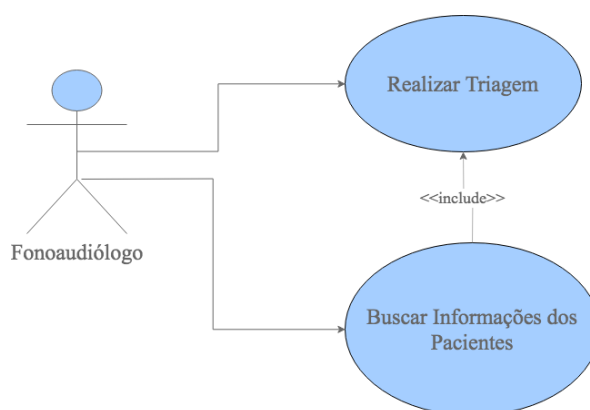 Realizar Triagem
<<include>>
Fonoaudiólogo
Buscar Informações dos
Pacientes